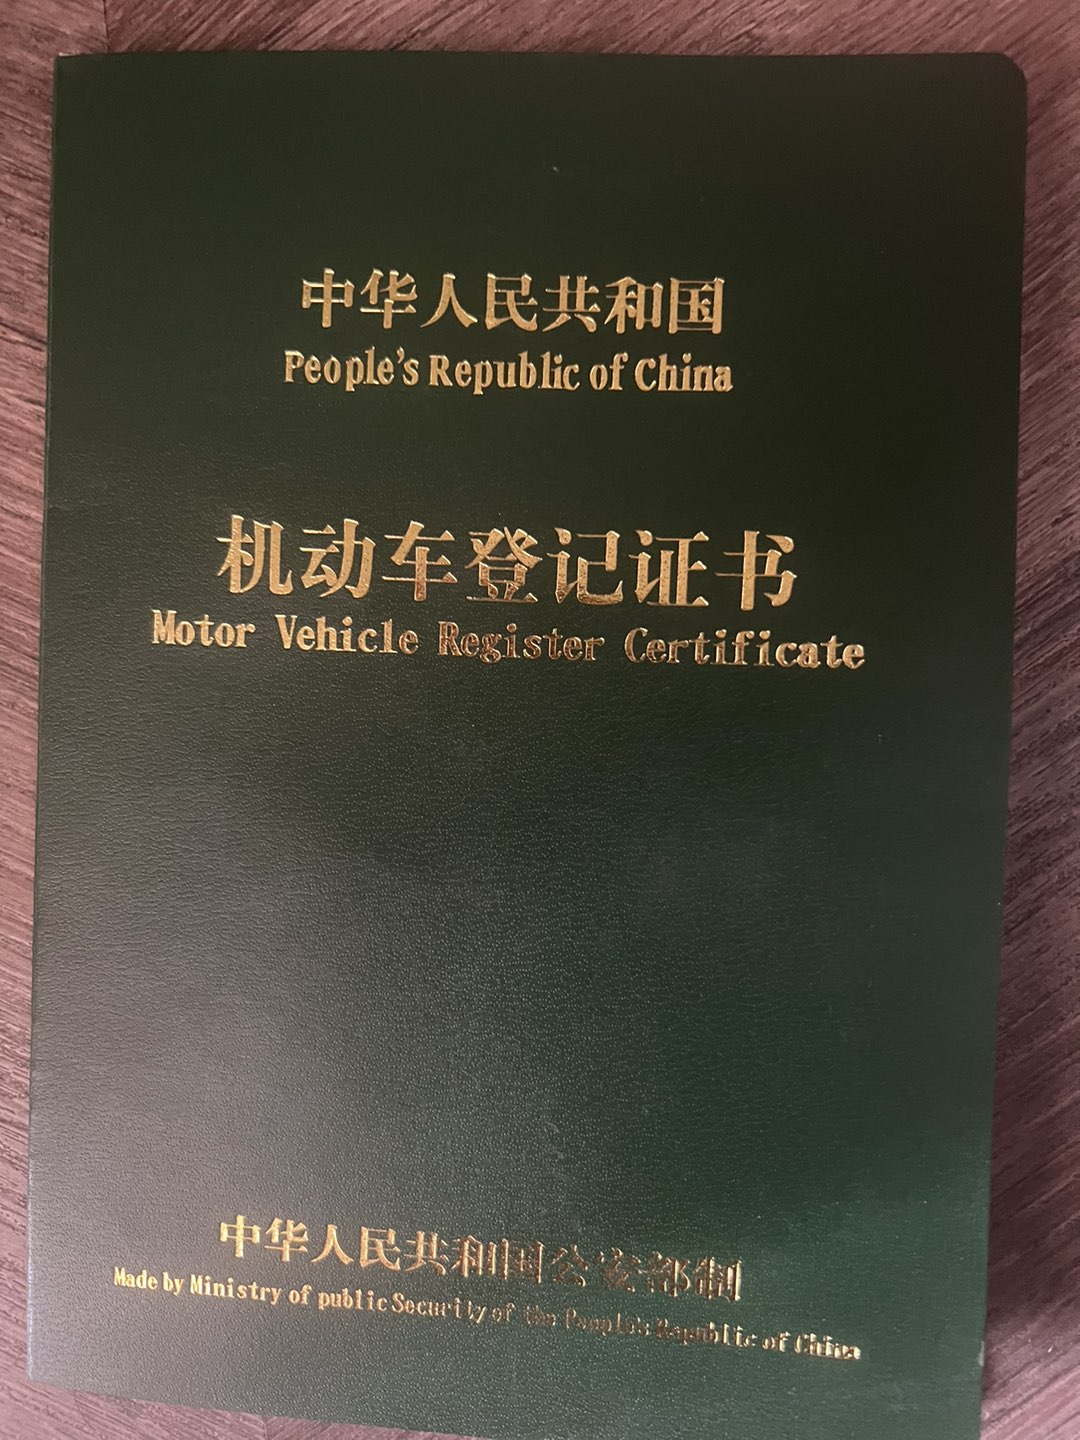 中华人民共和国
People's Republic of China
机动车登记证书
Motor Vehicle Register Certificate
中华人民共和国公安部制
Made by Ministry of public Security of the People's Republic of China